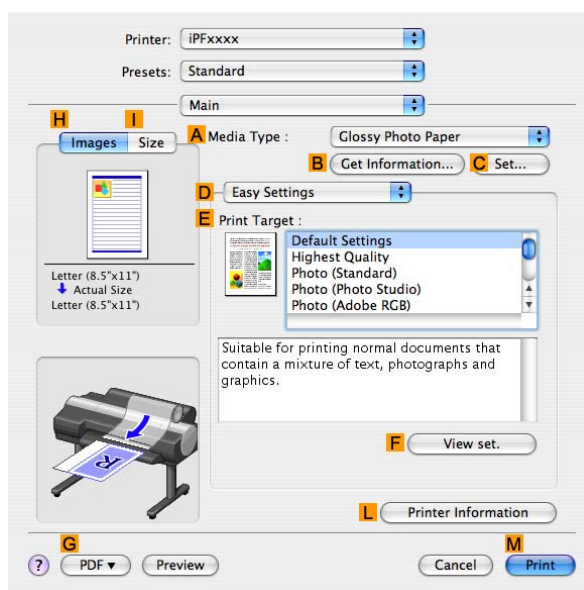 Printer: iPFxxxx
Presets: Standard
Main
H I
Images Size
A Media Type : Glossy Photo Paper
B Get Information... C Set...
D Easy Settings
E Print Target :
Default Settings
Highest Quality
Photo (Standard)
Photo (Photo Studio)
Photo (Adobe RGB)
Letter (8.5"x11")
Actual Size
Letter (8.5"x11")
Suitable for printing normal documents that
contain a mixture of text, photographs and
graphics.
F View set.
L Printer Information
G M
? PDF Preview Cancel Print